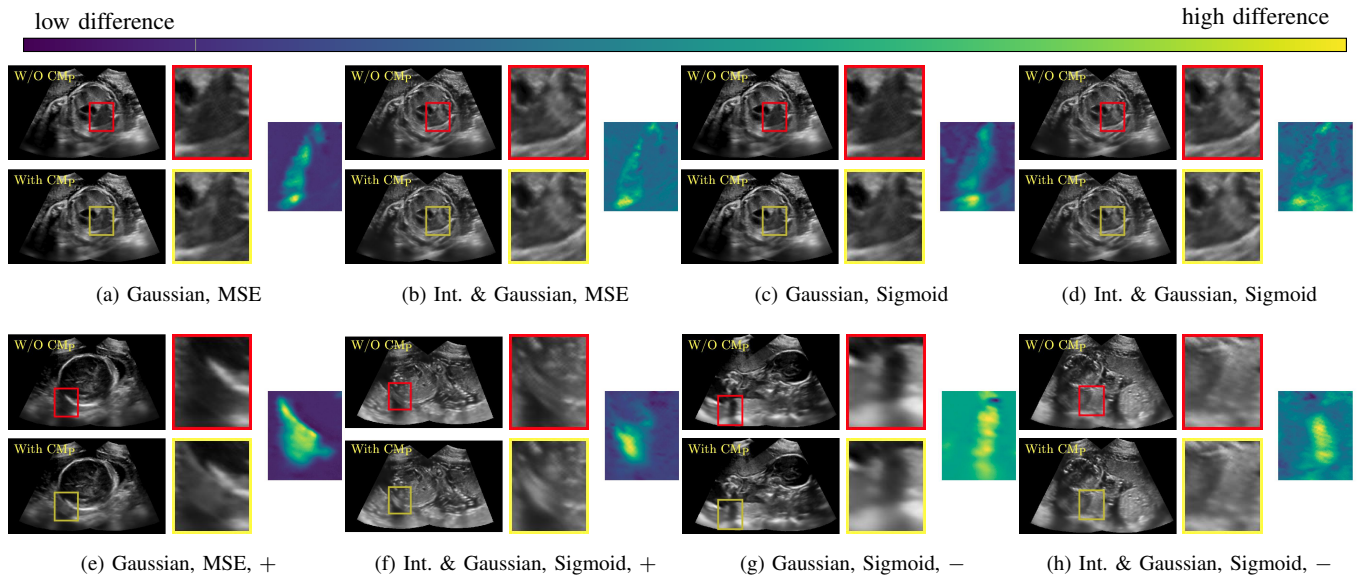 low difference
high difference
W/O CMp
W/O CMp
W/O CMp
W/O CMp
With CMp
With CMp
With CMp
With CMp
(a) Gaussian, MSE
(b) Int. & Gaussian, MSE
(c) Gaussian, Sigmoid
(d) Int. & Gaussian, Sigmoid
W/O CMp
W/O CMp
W/O CMp
W/O CMp
With CMp
With CMp
With CMp
With CMp
(e) Gaussian, MSE, +
(f) Int. & Gaussian, Sigmoid, +
(g) Gaussian, Sigmoid, −
(h) Int. & Gaussian, Sigmoid, −